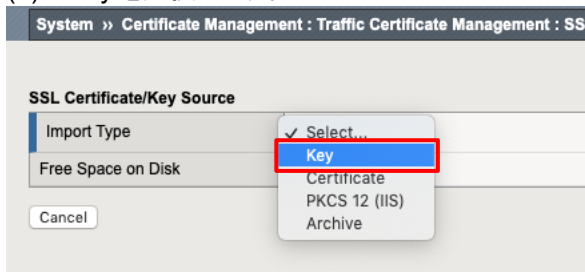 System » Certificate Management : Traffic Certificate Management : SS
SSL Certificate/Key Source
Import Type
✓ Select...
Key
Free Space on Disk
Certificate
PKCS 12 (IIS)
Archive
Cancel